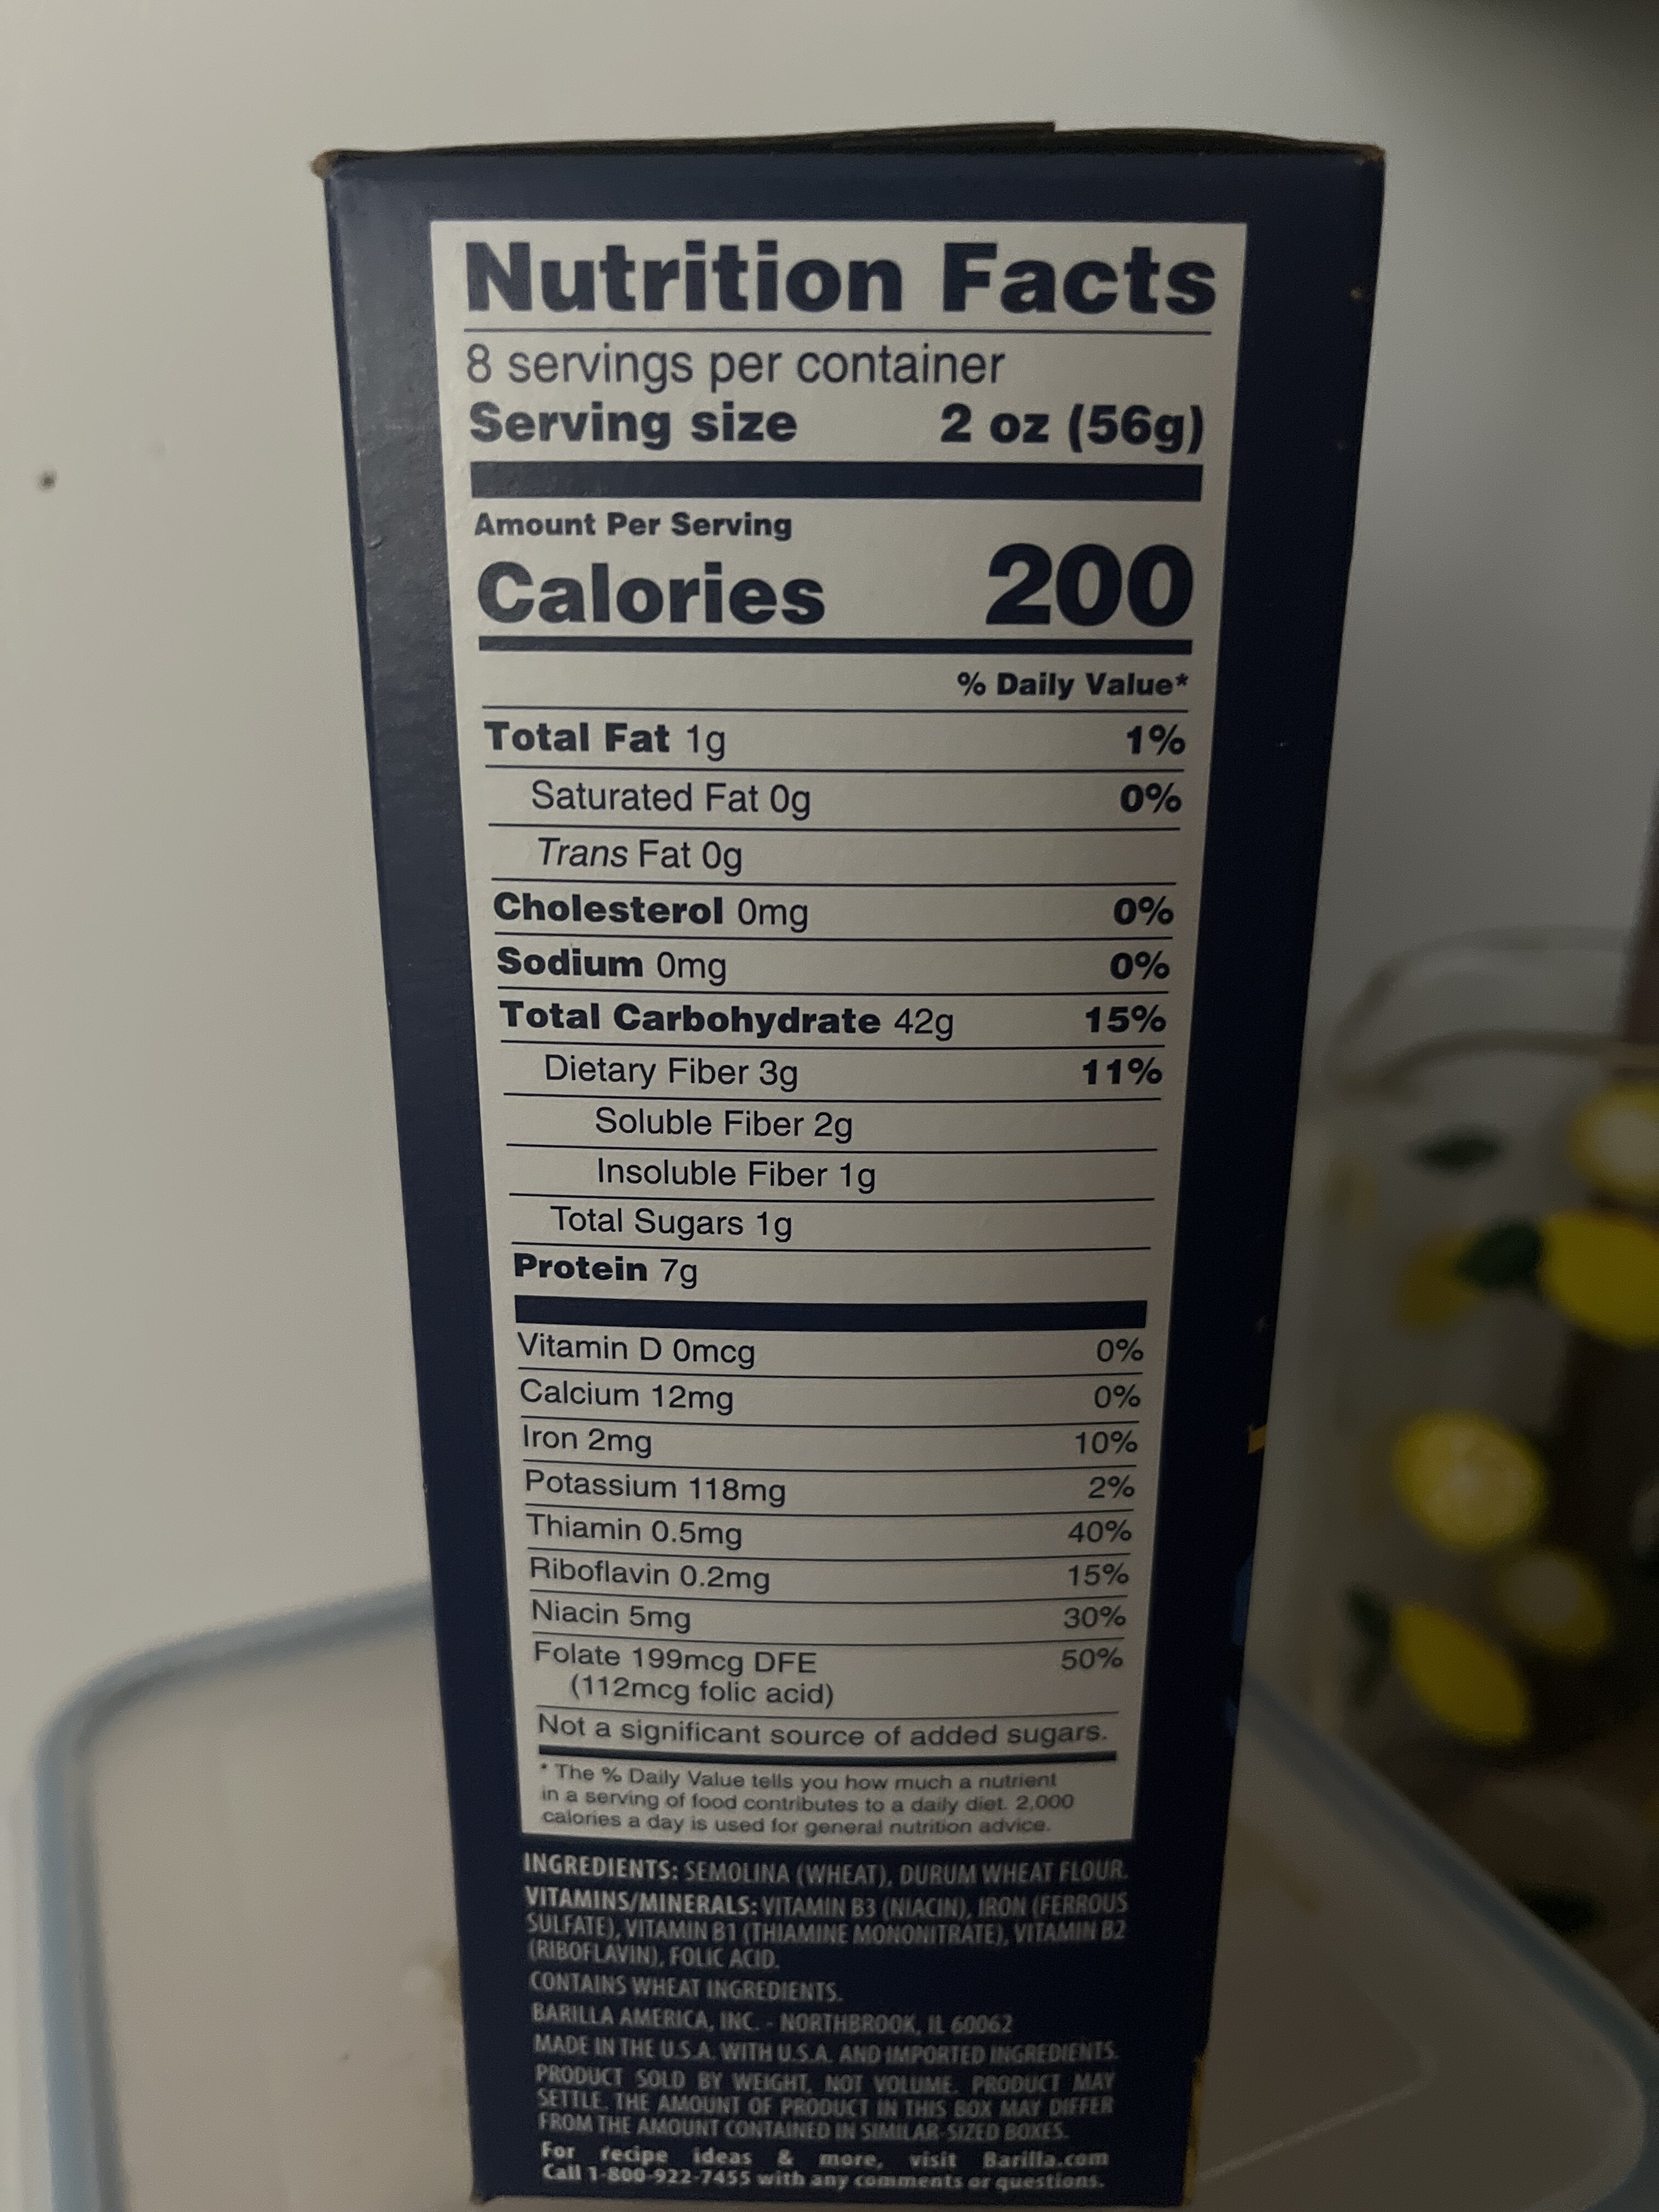 Nutrition Facts
8 servings per container
Serving size 2 oz (56g)
Amount Per Serving
Calories 200
% Daily Value*
Total Fat 1g 1%
Saturated Fat 0g 0%
Trans Fat 0g
Cholesterol 0mg 0%
Sodium 0mg 0%
Total Carbohydrate 42g 15%
Dietary Fiber 3g 11%
Soluble Fiber 2g
Insoluble Fiber 1g
Total Sugars 1g
Protein 7g
Vitamin D 0mcg 0%
Calcium 12mg 0%
Iron 2mg 10%
Potassium 118mg 2%
Thiamin 0.5mg 40%
Riboflavin 0.2mg 15%
Niacin 5mg 30%
Folate 199mcg DFE 50%
(112mcg folic acid)
Not a significant source of added sugars.
* The % Daily Value tells you how much a nutrient
in a serving of food contributes to a daily diet. 2,000
calories a day is used for general nutrition advice.
INGREDIENTS: SEMOLINA (WHEAT), DURUM WHEAT FLOUR.
VITAMINS/MINERALS: VITAMIN B3 (NIACIN), IRON (FERROUS
SULFATE), VITAMIN B1 (THIAMINE MONONITRATE), VITAMIN B2
(RIBOFLAVIN), FOLIC ACID.
CONTAINS WHEAT INGREDIENTS.
BARILLA AMERICA, INC. - NORTHBROOK, IL 60062
MADE IN THE U.S.A. WITH U.S.A. AND IMPORTED INGREDIENTS.
PRODUCT SOLD BY WEIGHT, NOT VOLUME. PRODUCT MAY
SETTLE. THE AMOUNT OF PRODUCT IN THIS BOX MAY DIFFER
FROM THE AMOUNT CONTAINED IN SIMILAR-SIZED BOXES.
For recipe ideas & more, visit Barilla.com
Call 1-800-922-7455 with any comments or questions.